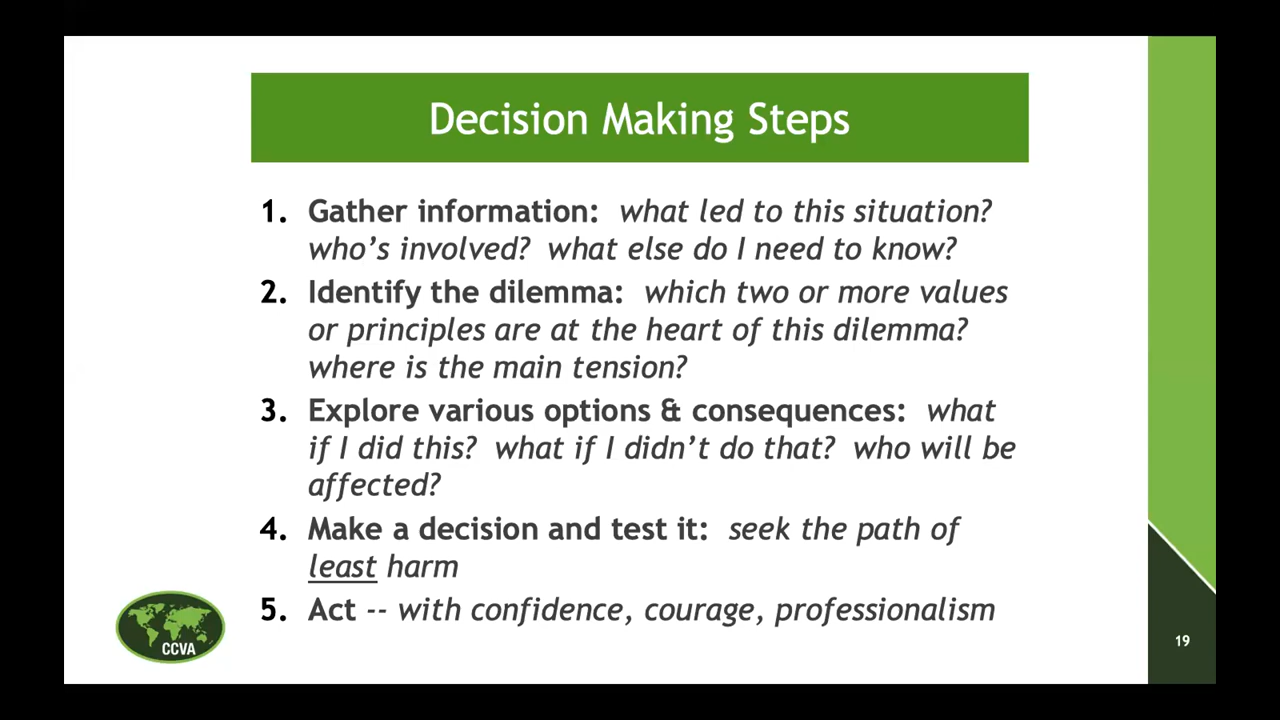 Decision Making Steps
1. Gather information: what led to this situation?
who's involved? what else do I need to know?
2. Identify the dilemma: which two or more values
or principles are at the heart of this dilemma?
where is the main tension?
3. Explore various options & consequences: what
if I did this? what if I didn't do that? who will be
affected?
4. Make a decision and test it: seek the path of
least harm
5. Act -- with confidence, courage, professionalism
CCVA
19